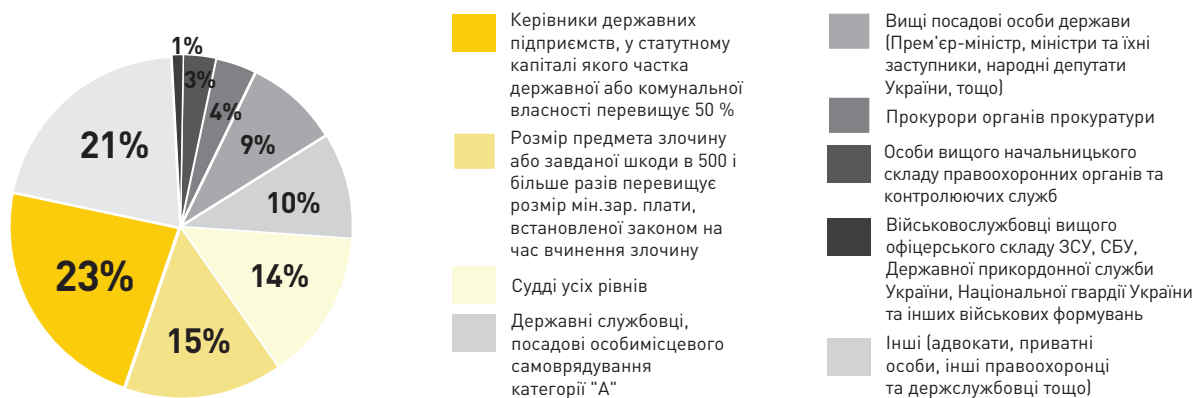 1%
3%
4%
9%
10%
14%
15%
23%
21%
Керівники державних
підприємств, у статутному
капіталі якого частка
державної або комунальної
власності перевищує 50 %
Розмір предмета злочину
або завданої шкоди в 500 і
більше разів перевищує
розмір мін.зар. плати,
встановленої законом на
час вчинення злочину
Судді усіх рівнів
Державні службовці,
посадові особимісцевого
самоврядування
категорії "А"
Вищі посадові особи держави
(Прем'єр-міністр, міністри та їхні
заступники, народні депутати
України, тощо)
Прокурори органів прокуратури
Особи вищого начальницького
складу правоохоронних органів та
контролюючих служб
Військовослужбовці вищого
офіцерського складу ЗСУ, СБУ,
Державної прикордонної служби
України, Національної гвардії України
та інших військових формувань
Інші (адвокати, приватні
особи, інші правоохоронці
та держслужбовці тощо)